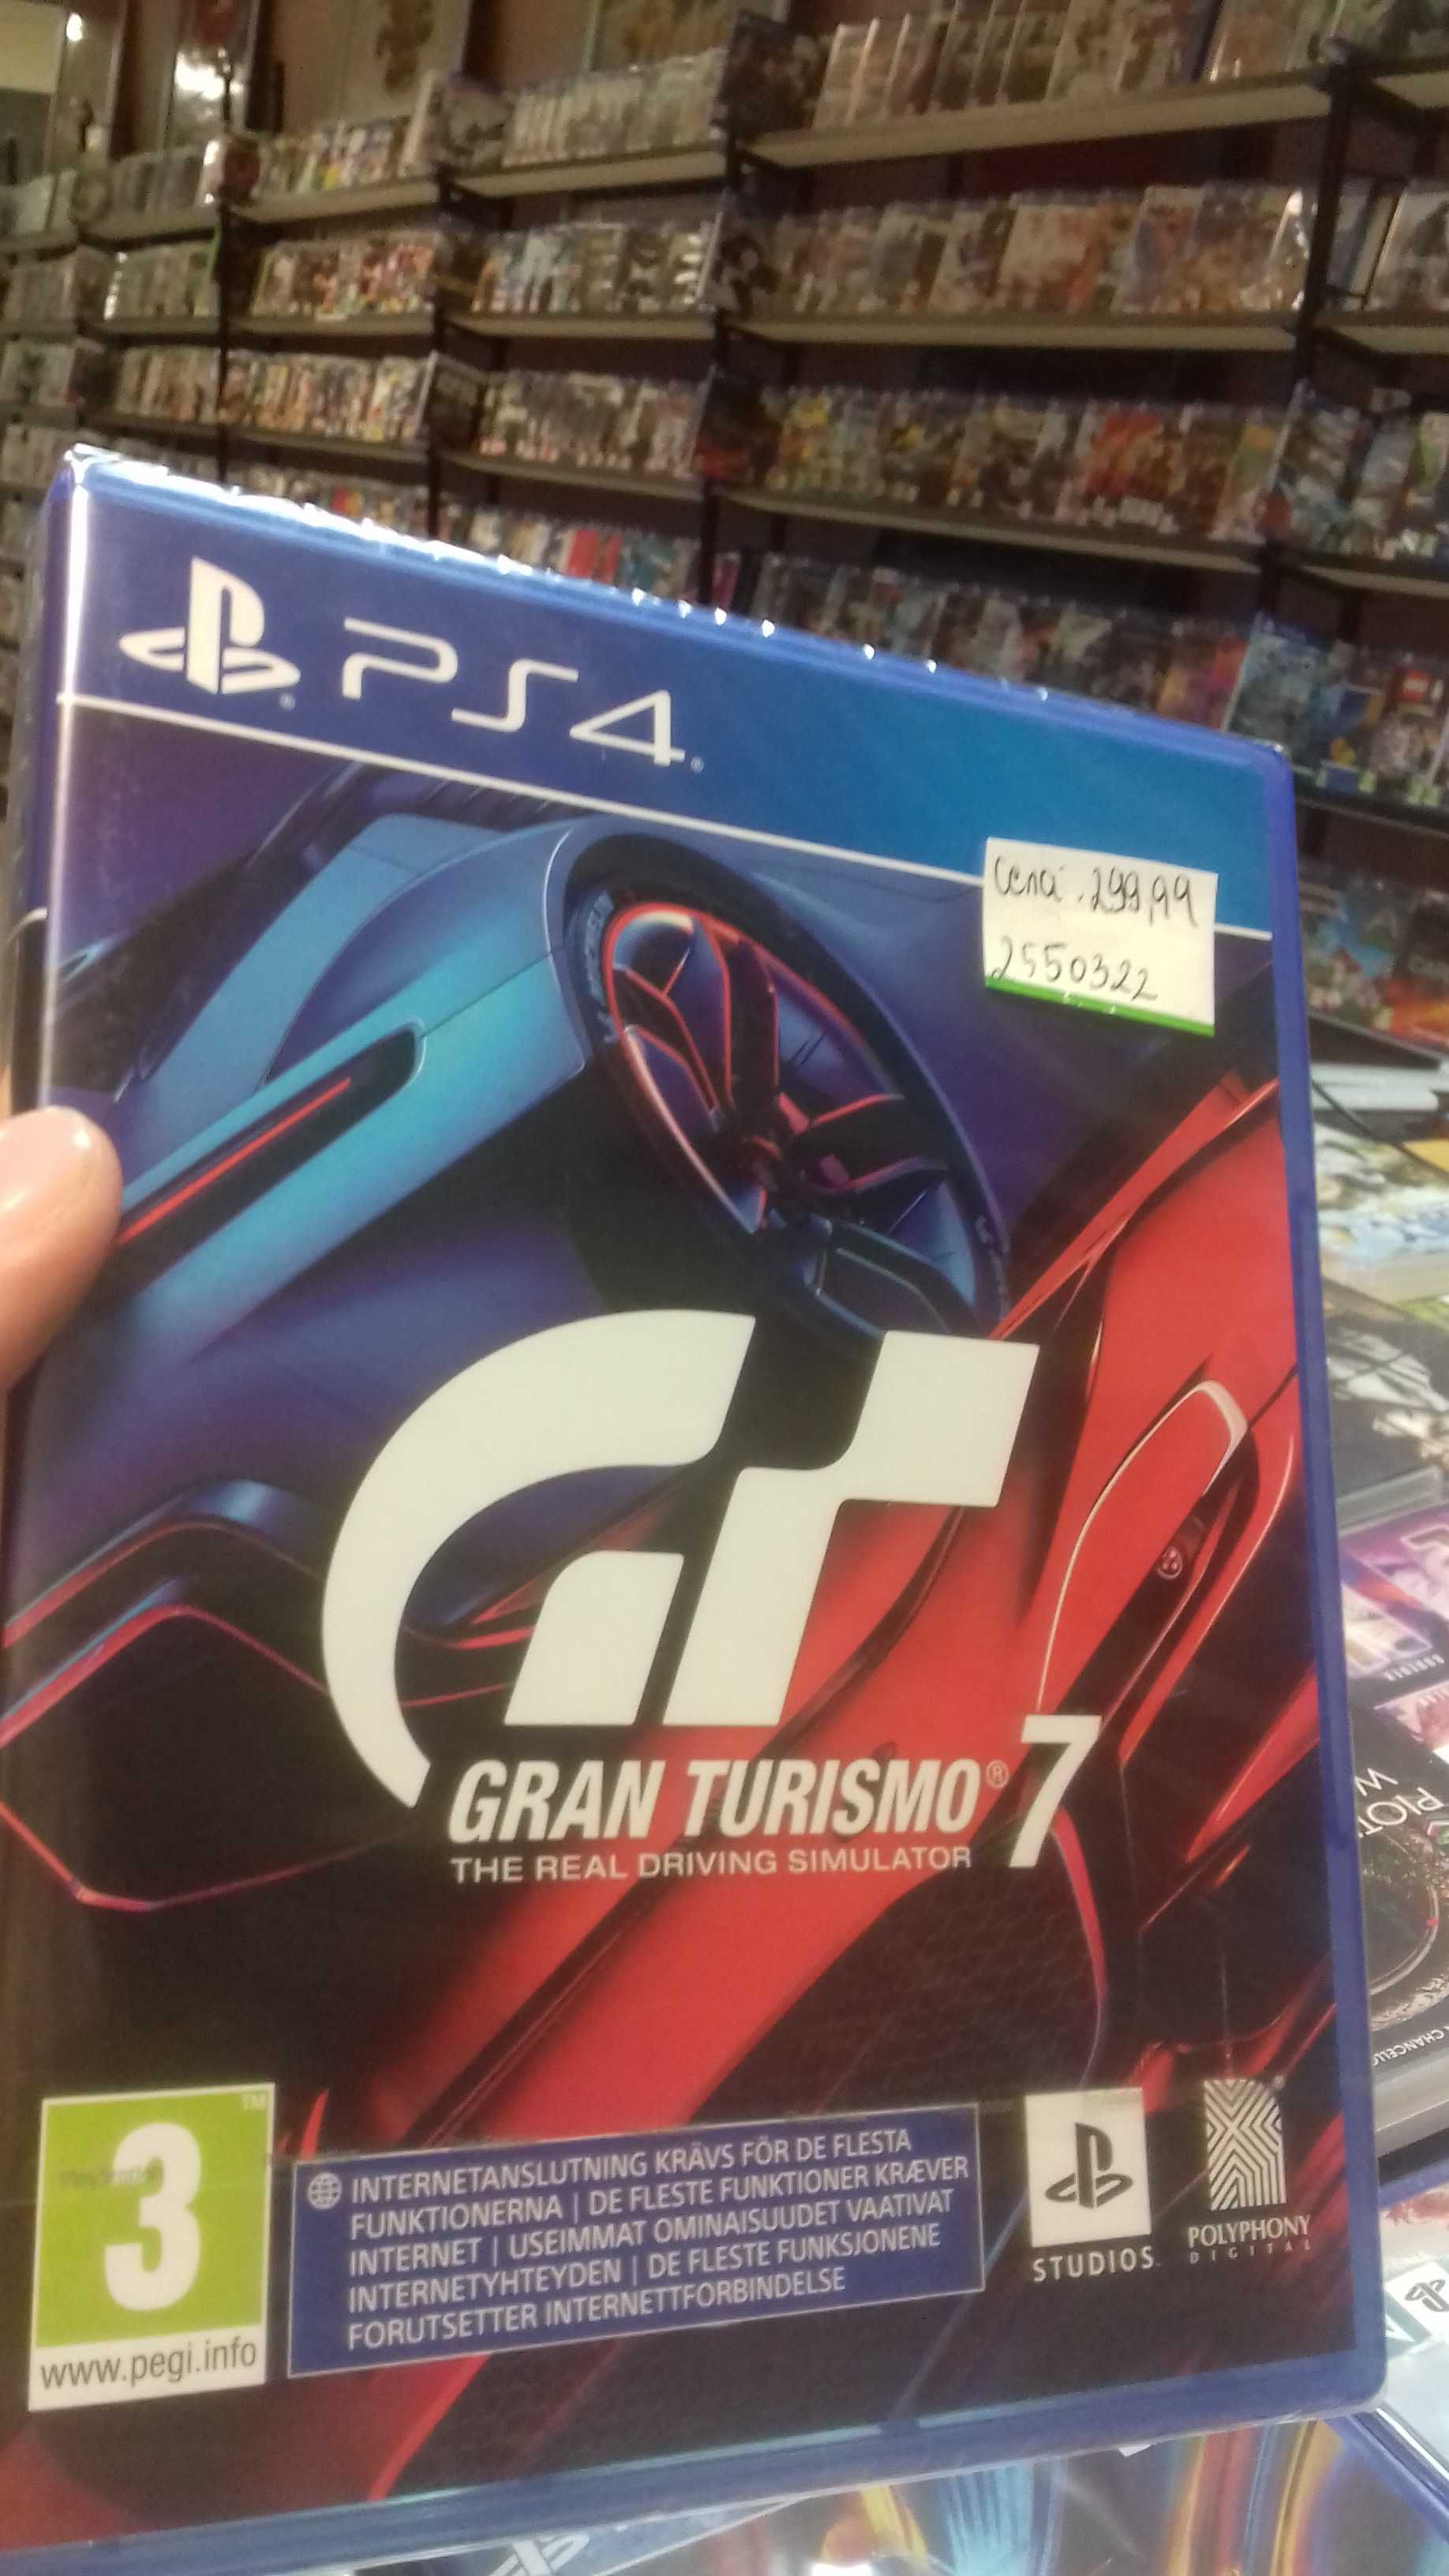 PS4
Cena: 299,99
2550322
GT
GRAN TURISMO® 7
THE REAL DRIVING SIMULATOR
3
TM
www.pegi.info
INTERNETANSLUTNING KRÄVS FÖR DE FLESTA
FUNKTIONERNA | DE FLESTE FUNKTIONER KRÆVER
INTERNET | USEIMMAT OMINAISUUDET VAATIVAT
INTERNETYHTEYDEN | DE FLESTE FUNKSJONENE
FORUTSETTER INTERNETTFORBINDELSE
STUDIOS
POLYPHONY
DIGITAL